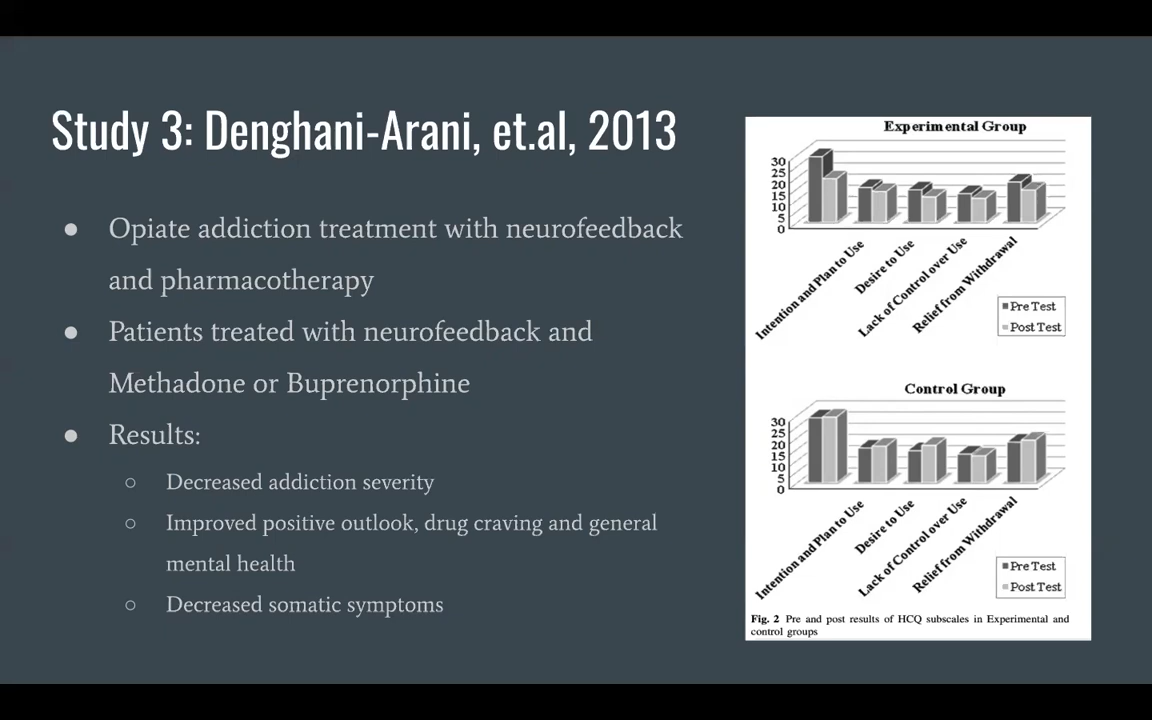 Study 3: Denghani-Arani, et.al, 2013
● Opiate addiction treatment with neurofeedback
and pharmacotherapy
● Patients treated with neurofeedback and
Methadone or Buprenorphine
● Results:
○ Decreased addiction severity
○ Improved positive outlook, drug craving and general
mental health
○ Decreased somatic symptoms
Experimental Group
30
25
20
15
10
5
0
Intention and Plan to Use
Desire to Use
Lack of Control over Use
Relief from Withdrawal
Pre Test
Post Test
Control Group
30
25
20
15
10
5
0
Intention and Plan to Use
Desire to Use
Lack of Control over Use
Relief from Withdrawal
Pre Test
Post Test
Fig. 2 Pre and post results of HCQ subscales in Experimental and
control groups